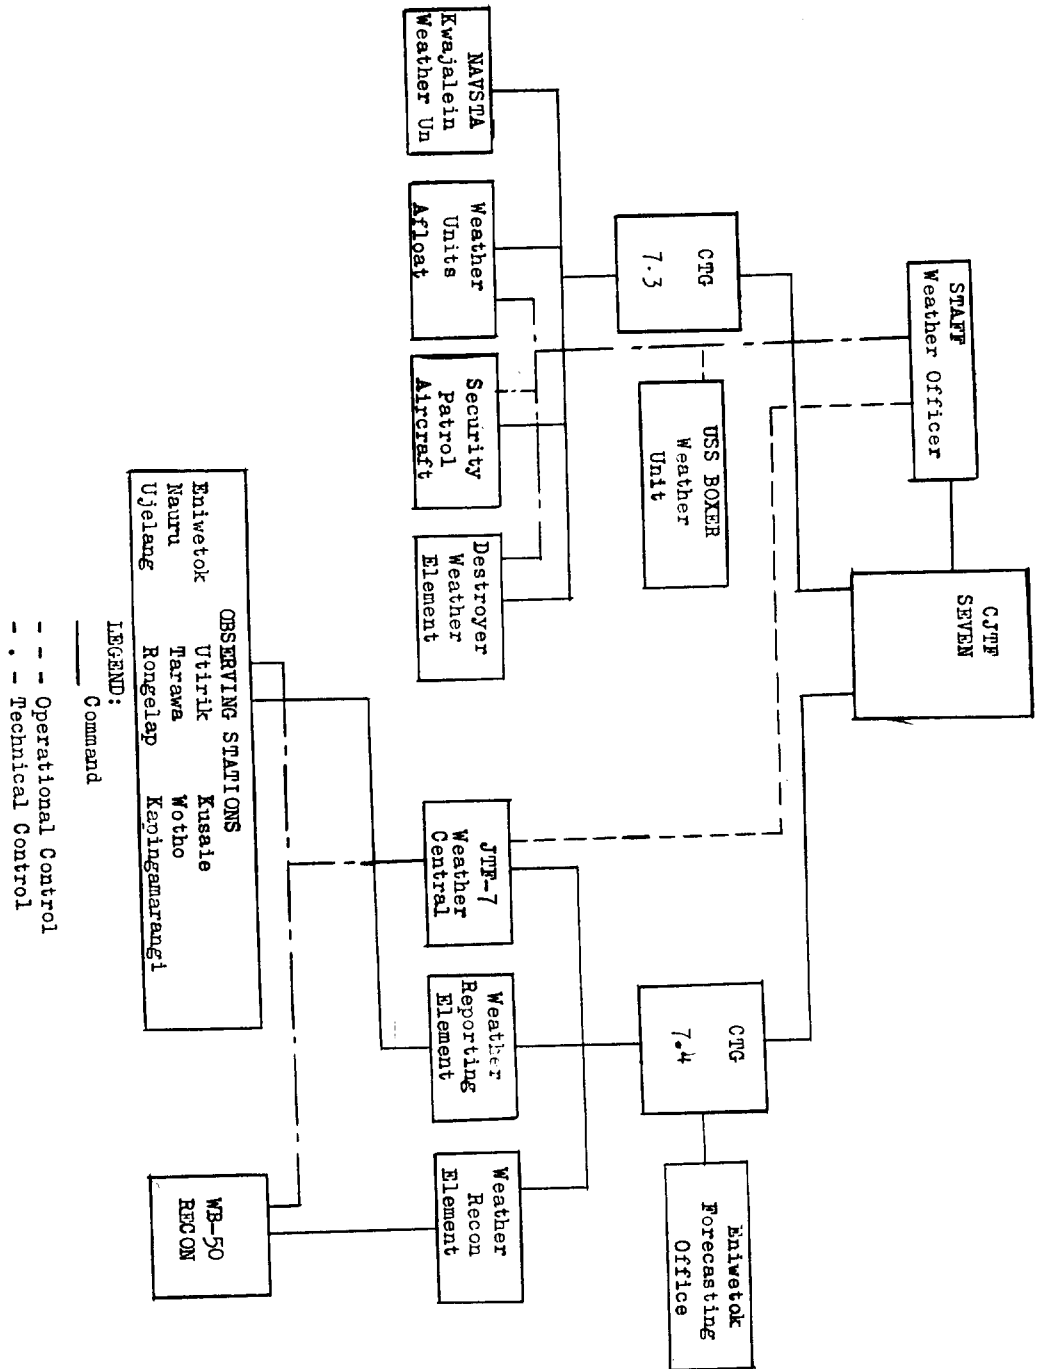 CJTF
SEVEN
STAFF
Weather Officer
CTG
7.3
USS BOXER
Weather
Unit
CTG
7.4
Eniwetok
Forecasting
Office
NAVSTA
Kwajalein
Weather Un
Weather
Units
Afloat
Security
Patrol
Aircraft
Destroyer
Weather
Element
JTF-7
Weather
Central
Weather
Reporting
Element
Weather
Recon
Element
WB-50
RECON
OBSERVING STATIONS
Eniwetok Utirik Kusaie
Nauru Tarawa Wotho
Ujelang Rongelap Kapingamarangi
LEGEND:
____ Command
- - - Operational Control
- . - Technical Control